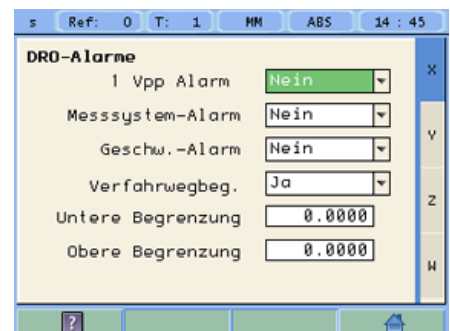 s Ref: 0 T: 1 MM ABS 14 : 45
DRO-Alarme
1 Vpp Alarm Nein
Messsystem-Alarm Nein
Geschw.-Alarm Nein
Verfahrwegbeg. Ja
Untere Begrenzung 0.0000
Obere Begrenzung 0.0000
X
Y
Z
W
?